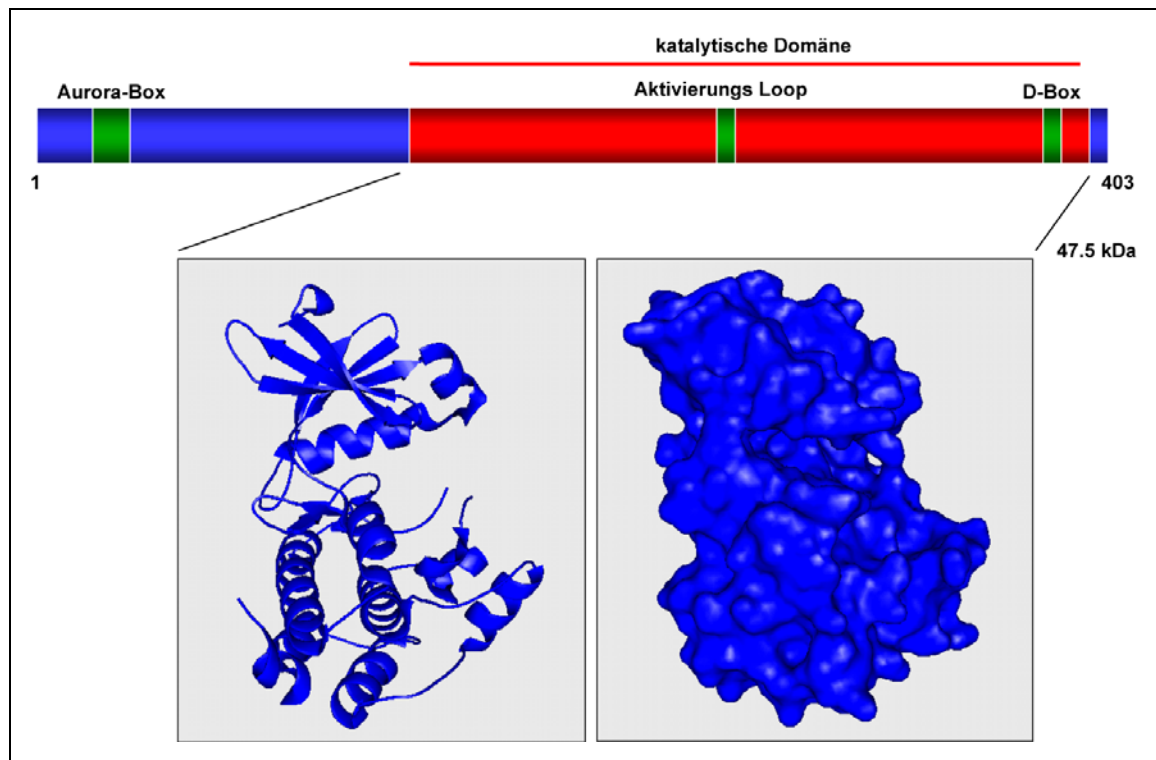 katalytische Domäne
Aurora-Box
Aktivierungs Loop
D-Box
1
403
47.5 kDa